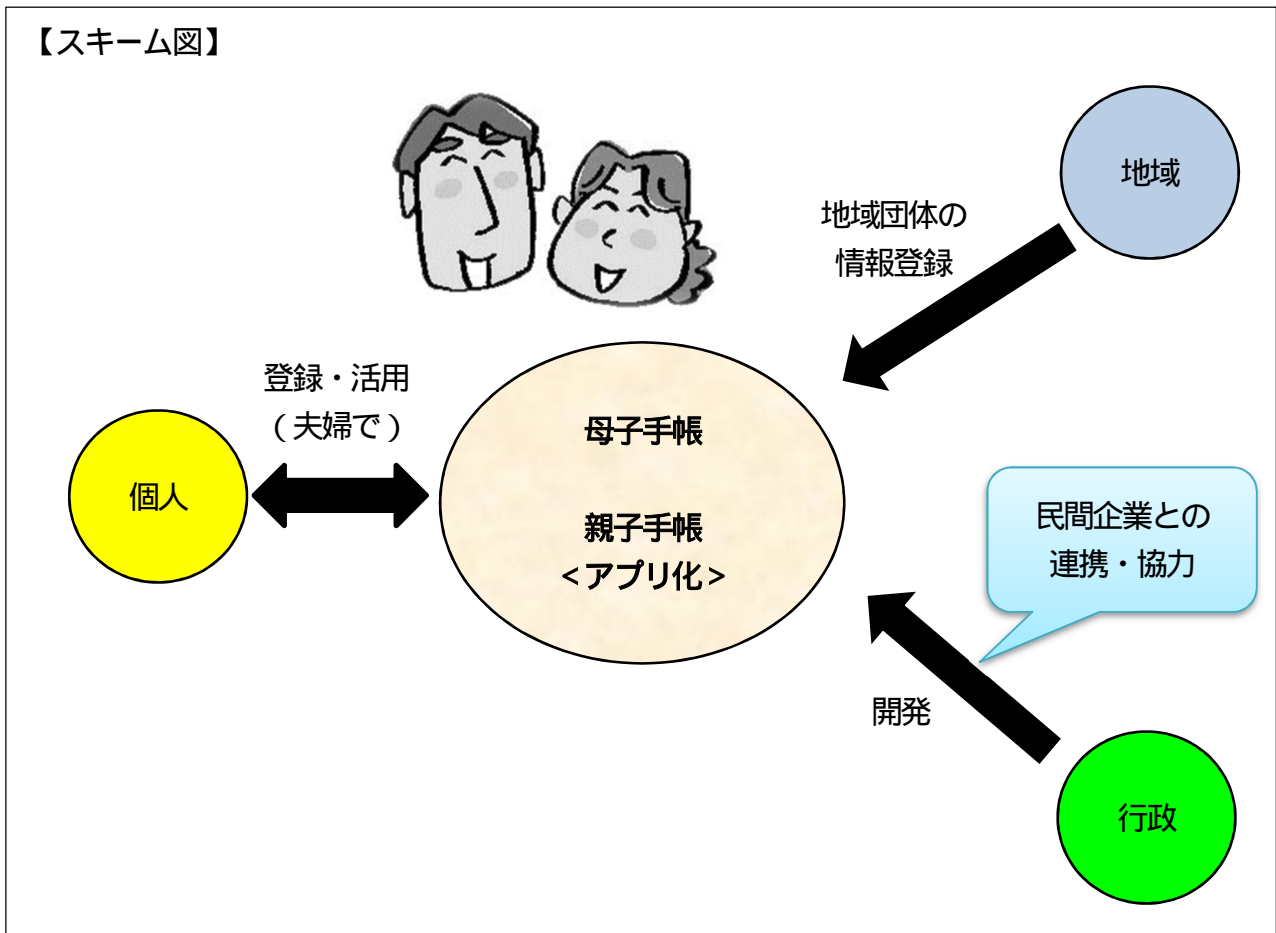 【スキーム図】
地域
地域団体の
情報登録
登録・活用
（夫婦で）
個人
母子手帳
親子手帳
＜アプリ化＞
民間企業との
連携・協力
開発
行政